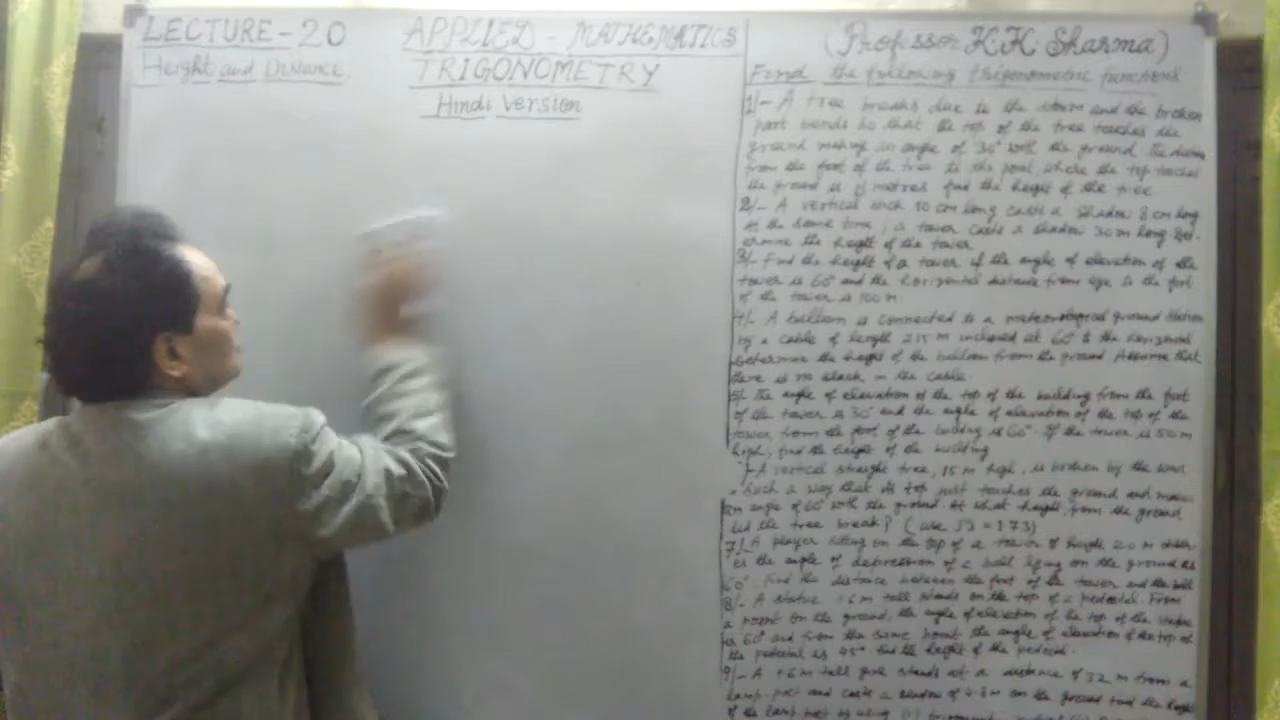 LECTURE-20
Height and Distance.
APPLIED - MATHEMATICS
TRIGONOMETRY
Hindi Version
(Professor K.K. Sharma)
Find the following trigonometric functions
1/- A tree breaks due to the storm and the broken
part bends so that the top of the tree touches the
ground making an angle of 30° with the ground. The distance
from the foot of the tree to the point, where the top touches
the ground is 8 metres find the height of the tree
2/- A vertical stick 10 cm long casts a shadow 8 cm long
At the same time, a tower casts a shadow 30 m long. Det-
ermine the height of the tower
3/- Find the height of a tower if the angle of elevation of the
tower is 60° and the horizontal distance from eye to the foot
of the tower is 100 m.
4/- A balloon is connected to a meteorological ground station
by a cable of length 215 m inclined at 60° to the horizontal
determine the height of the balloon from the ground Assume that
there is no slack in the cable
5/- The angle of elevation of the top of the building from the foot
of the tower is 30° and the angle of elevation of the top of the
tower from the foot of the building is 60°. If the tower is 50 m
high, find the height of the building
A vertical straight tree, 15 m high, is broken by the wind
Such a way that its top just touches the ground and makes
an angle of 60° with the ground. At what height from the ground
did the tree break? (use √3 = 1.73)
7/- A player sitting on the top of a tower of height 20 m obser
es the angle of depression of a ball lying on the ground as
60°. Find the distance between the foot of the tower and the ball
8/- A statue 1.6 m tall stands on the top of a pedestal. From
a point on the ground, the angle of elevation of the top of the statue
is 60° and from the same point the angle of elevation of the top of
the pedestal is 45° find the height of the pedestal.
9/- A 1.6 m tall girl stands at a distance of 3.2 m from a
lamp-post and casts a shadow of 4.8 m on the ground find the height
of the lamp post by using (i) trigonometric